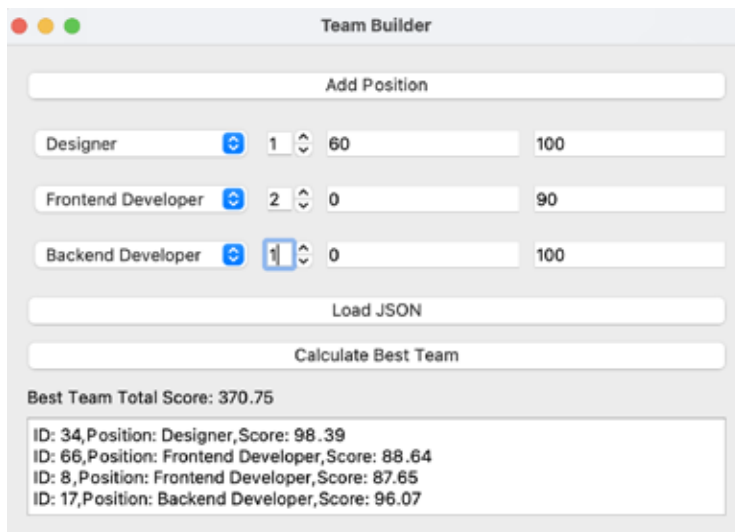 Team Builder
Add Position
Designer 1 60 100
Frontend Developer 2 0 90
Backend Developer 1 0 100
Load JSON
Calculate Best Team
Best Team Total Score: 370.75
ID: 34,Position: Designer,Score: 98.39
ID: 66,Position: Frontend Developer,Score: 88.64
ID: 8,Position: Frontend Developer,Score: 87.65
ID: 17,Position: Backend Developer,Score: 96.07